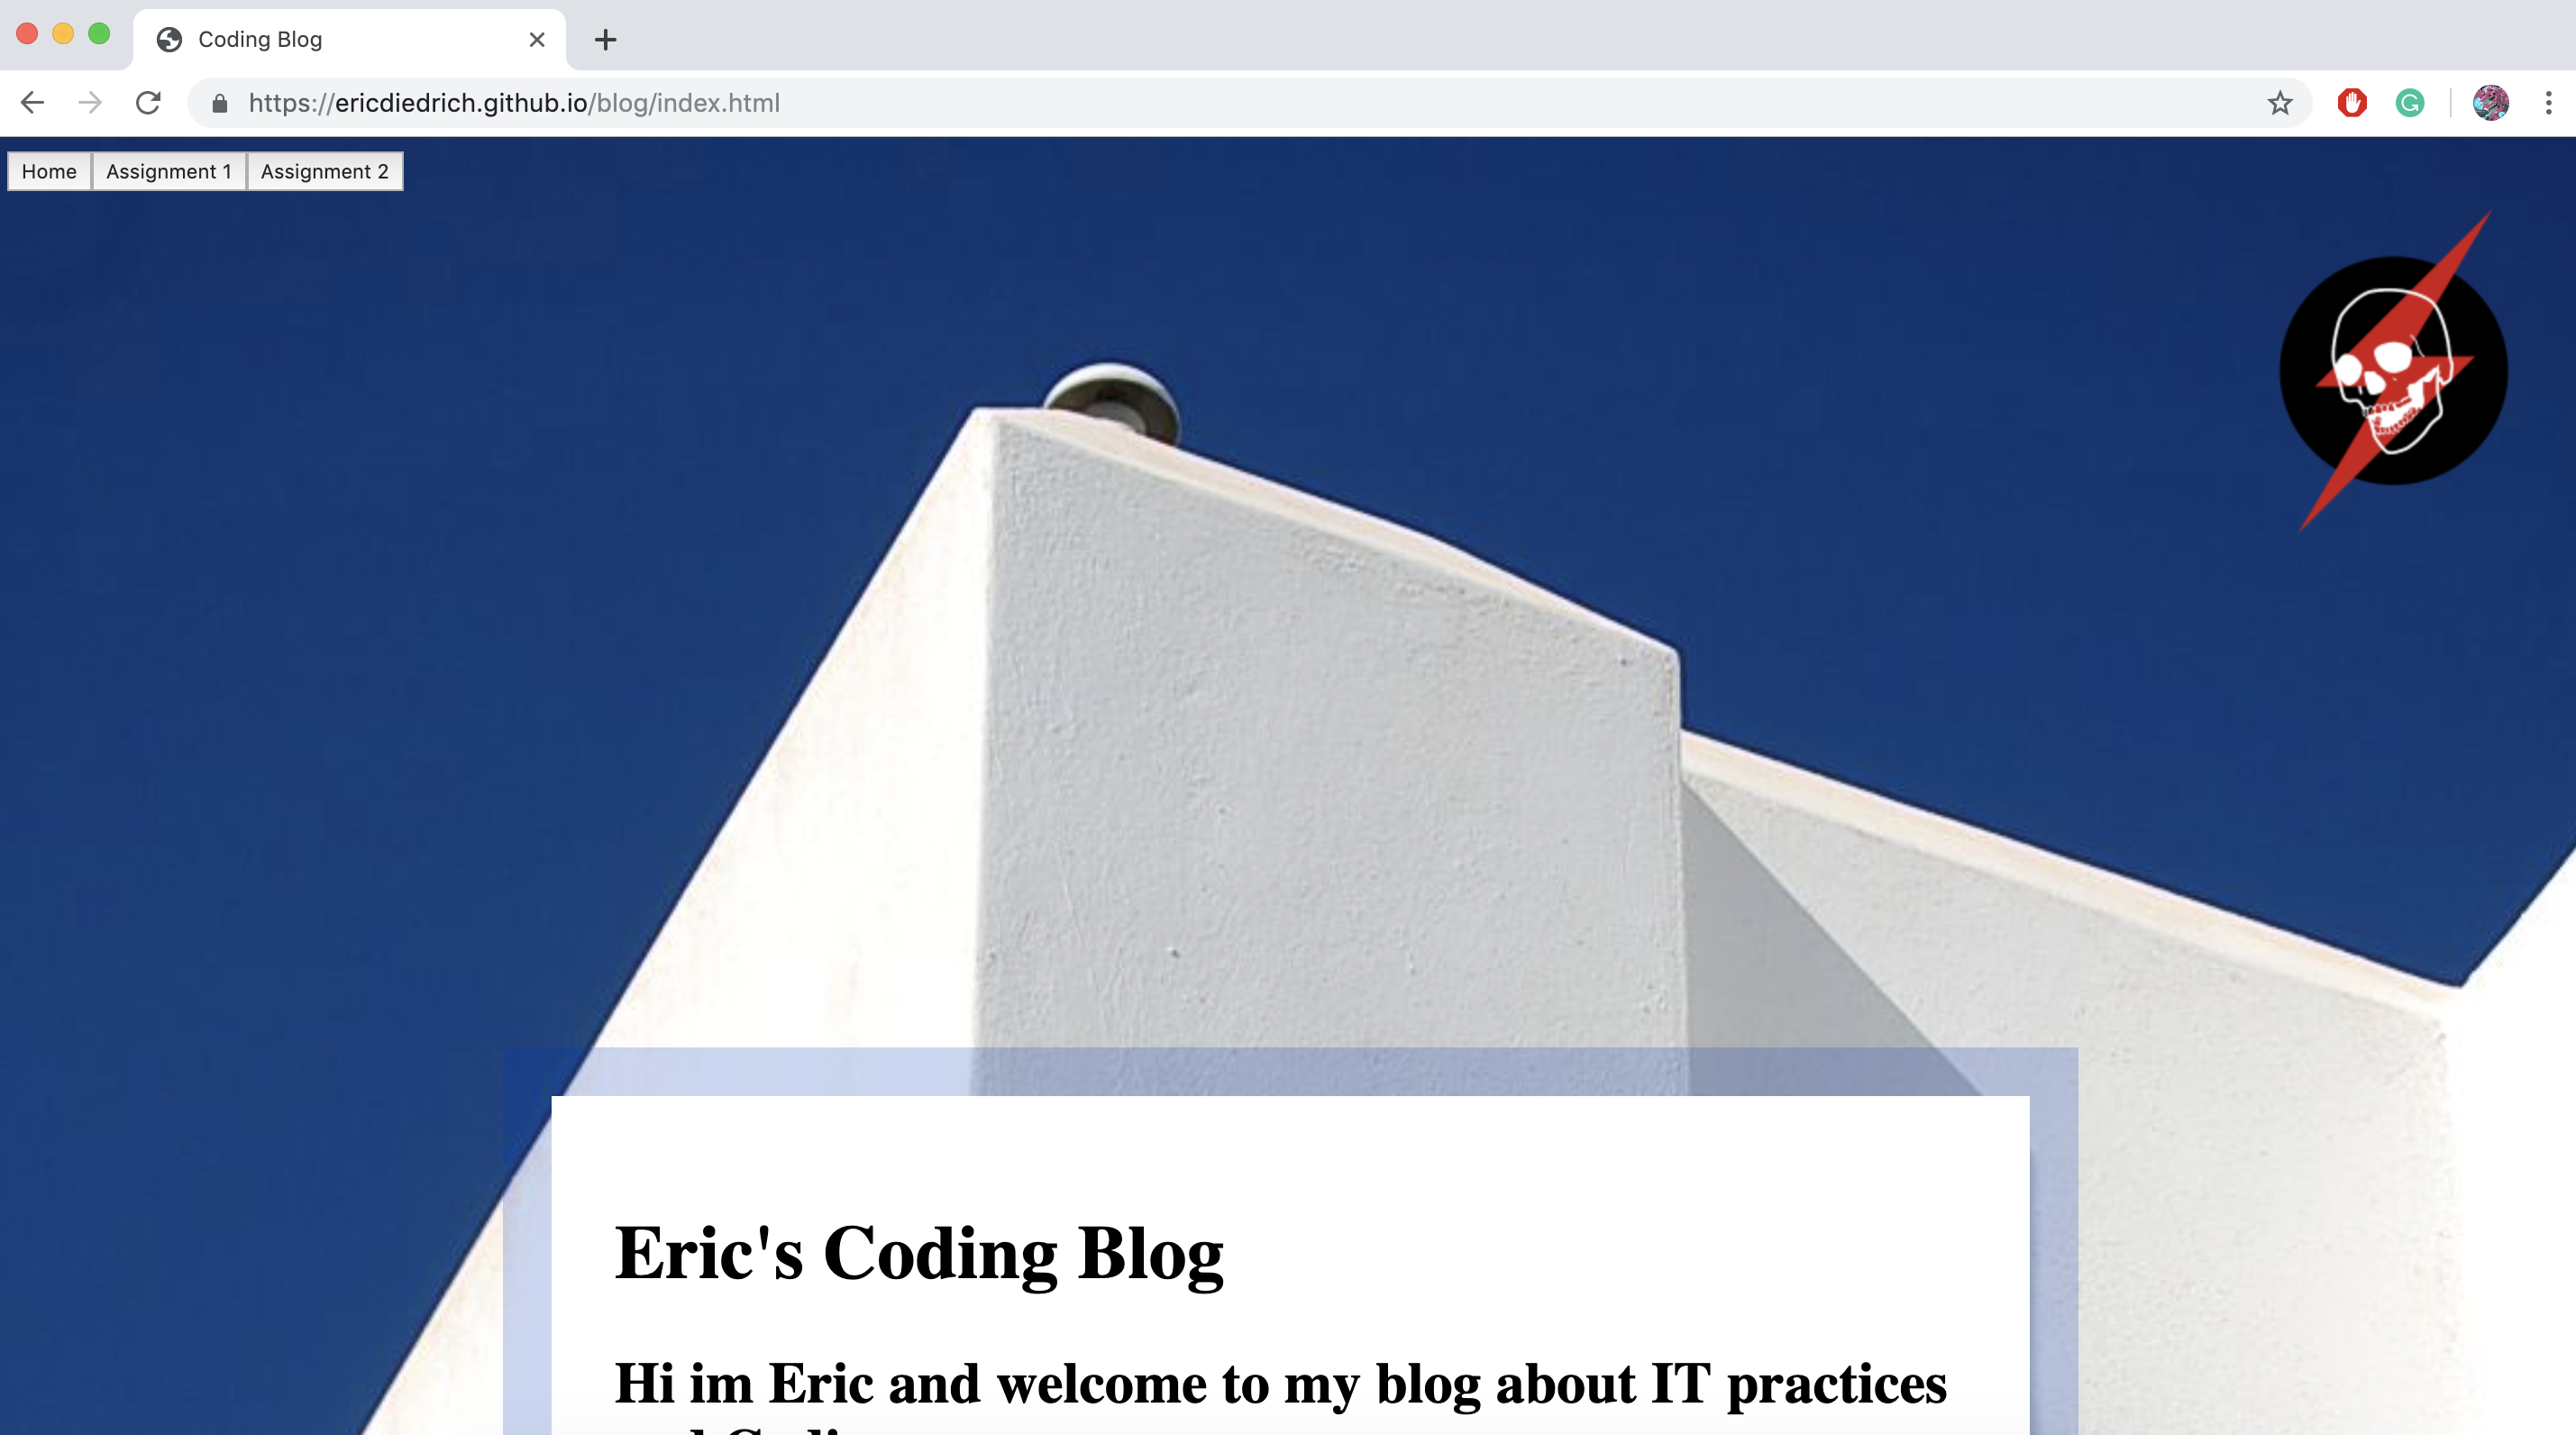 Coding Blog
https://ericdiedrich.github.io/blog/index.html
Home Assignment 1 Assignment 2
Eric's Coding Blog
Hi im Eric and welcome to my blog about IT practices